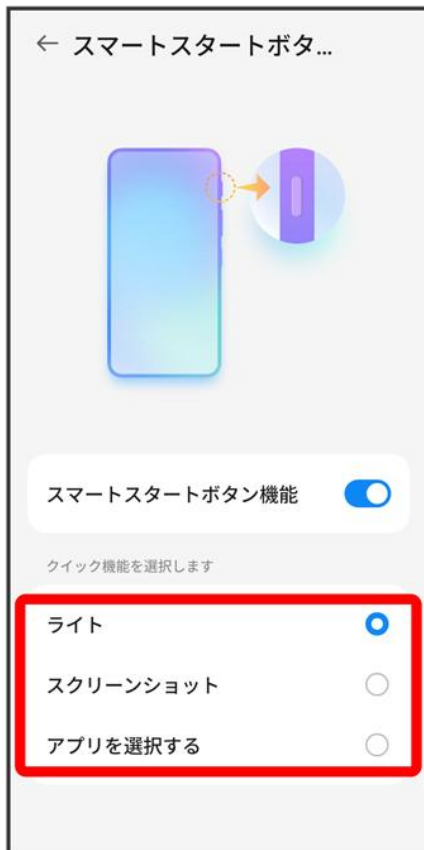 スマートスタートボタ...
スマートスタートボタン機能
クイック機能を選択します
ライト
スクリーンショット
アプリを選択する